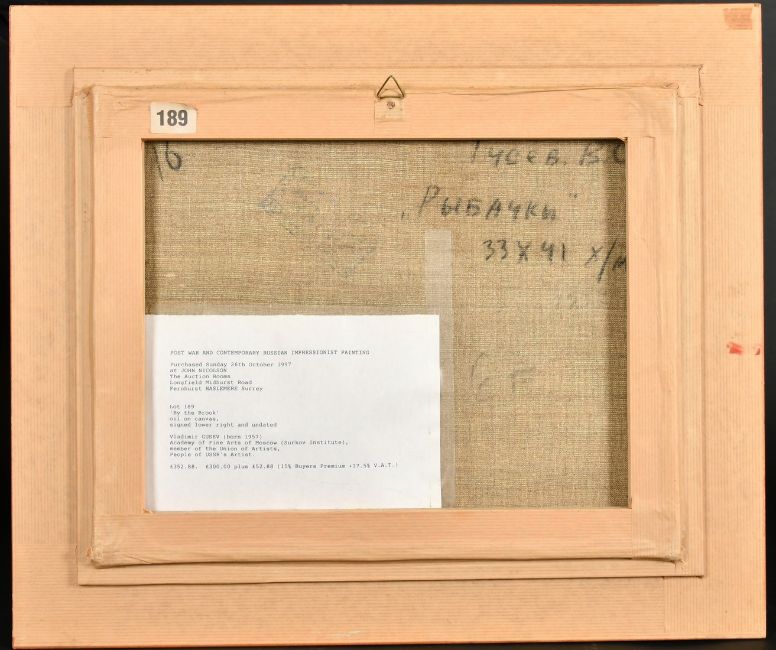 189
16
Гусев. В.С
„Рыбачки"
33 х 41 х/м
POST WAR AND CONTEMPORARY RUSSIAN IMPRESSIONIST PAINTING
Purchased Sunday 26th October 1997
at JOHN NICOLSON
The Auction Rooms
Longfield Midhurst Road
Fernhurst HASLEMERE Surrey
Lot 189
'By the Brook'
oil on canvas,
signed lower right and undated
Vladimir GUSEV (born 1957)
Academy of Fine Arts of Moscow (Surkov Institute),
member of the Union of Artists,
People of USSR's Artist.
£352.88. £300.00 plus £52.88 (15% Buyers Premium +17.5% V.A.T.)